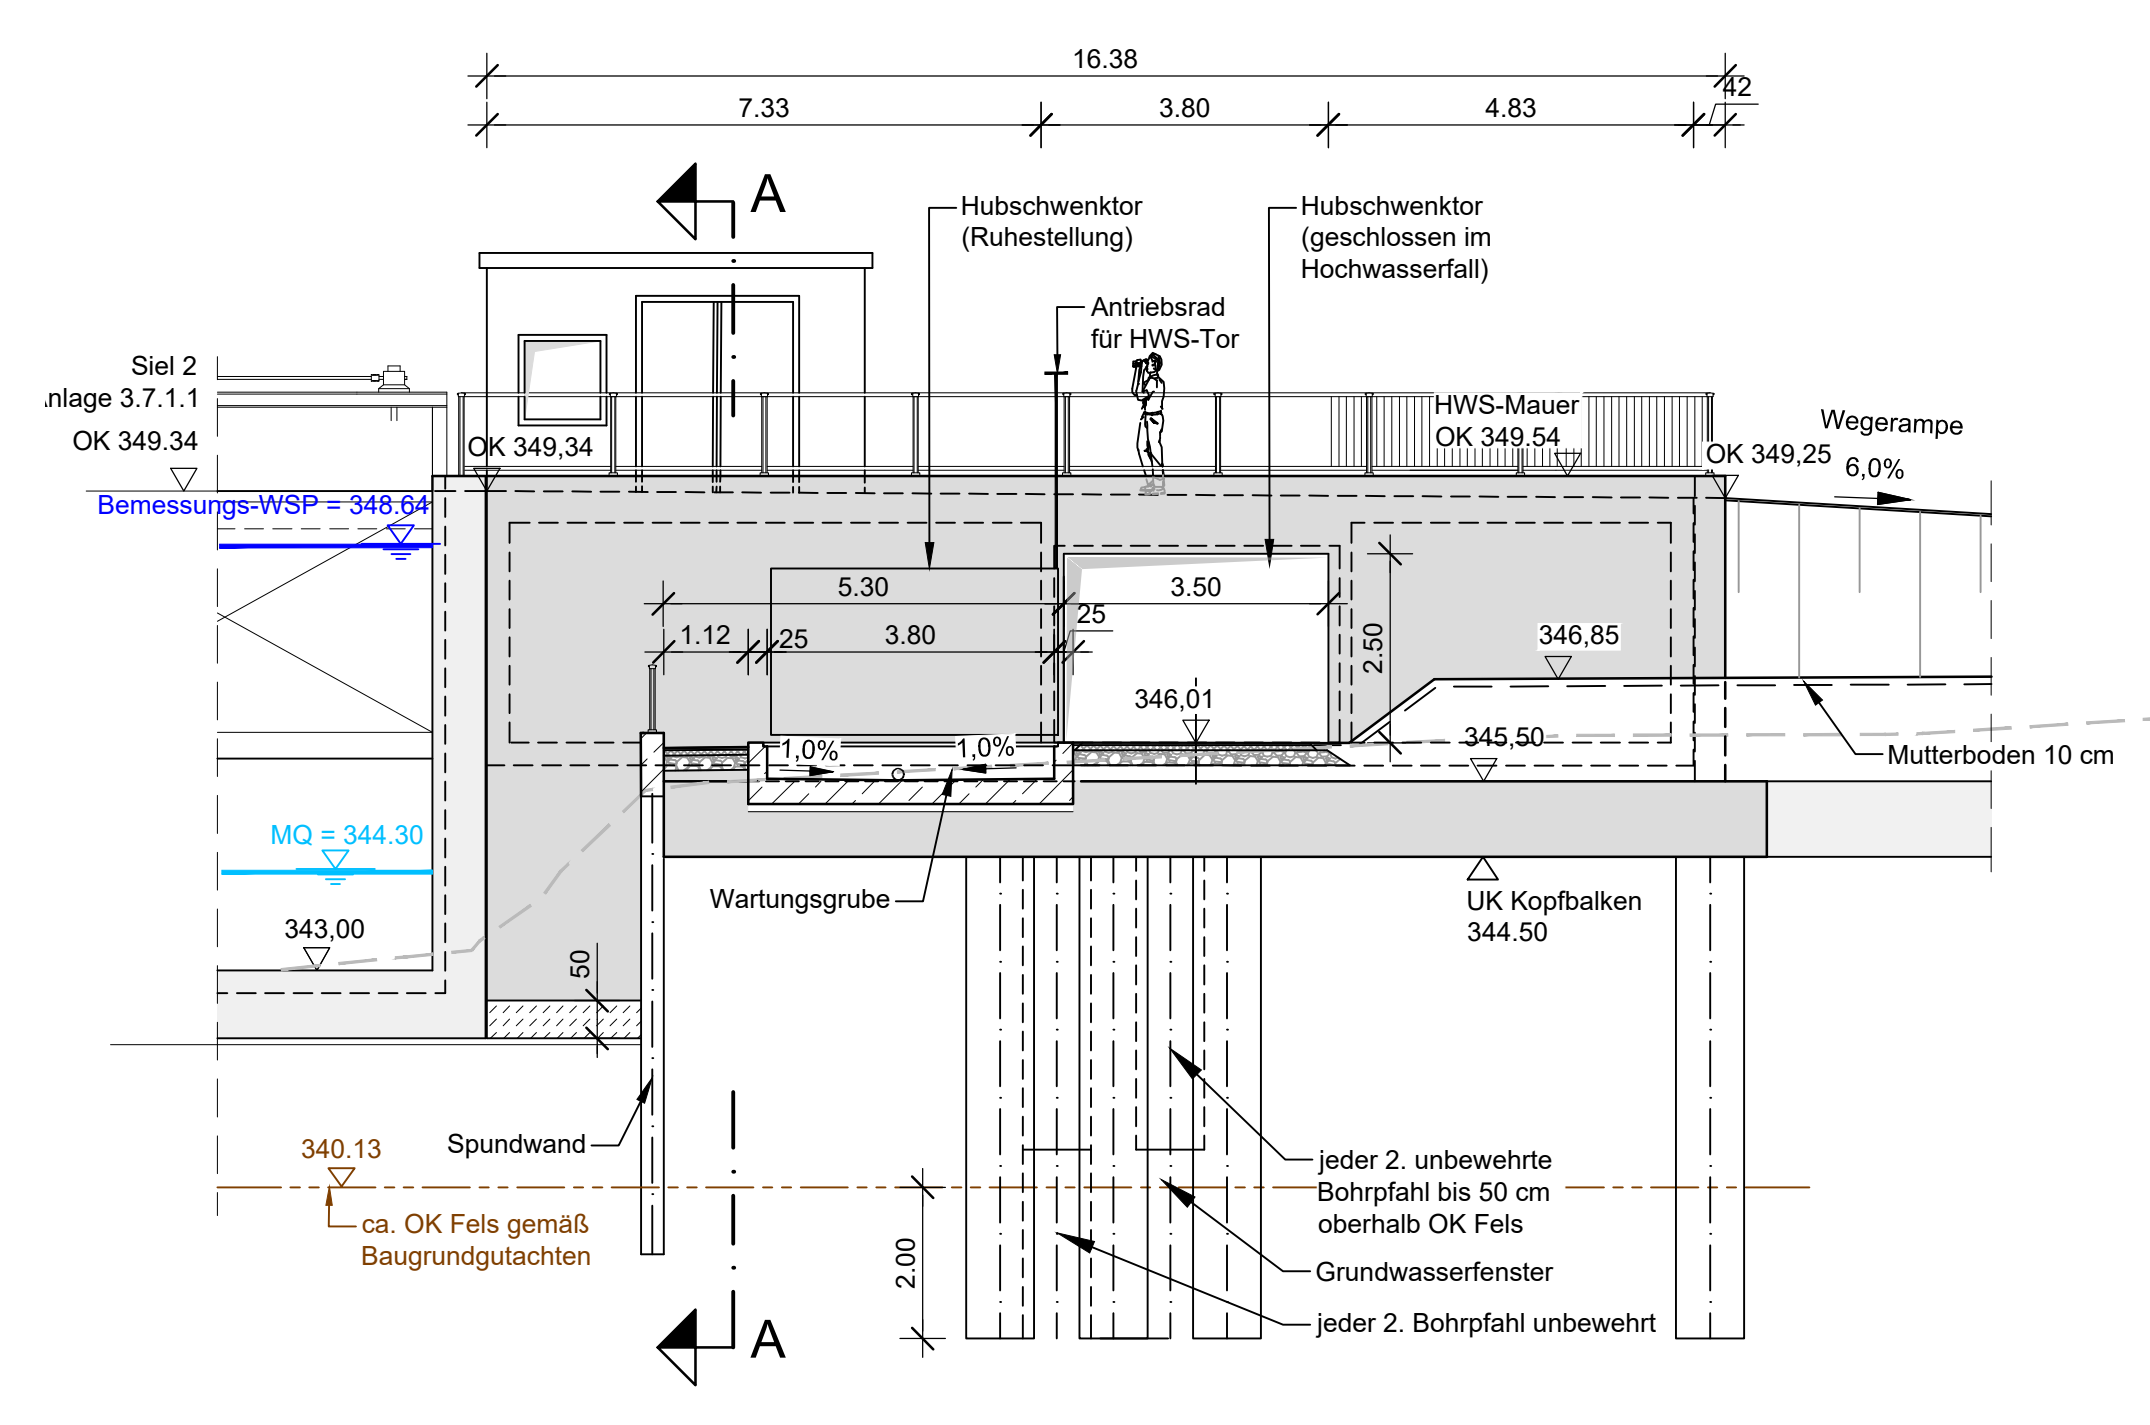 16.38
42
7.33
3.80
4.83
A
Hubschwenktor
(Ruhestellung)
Hubschwenktor
(geschlossen im
Hochwasserfall)
Antriebsrad
für HWS-Tor
Siel 2
nlage 3.7.1.1
OK 349.34
OK 349,34
HWS-Mauer
OK 349.54
Wegerampe
OK 349,25
6,0%
Bemessungs-WSP = 348.64
5.30
3.50
25
1.12
25
3.80
2.50
346,85
346,01
1,0%
1,0%
345,50
Mutterboden 10 cm
MQ = 344.30
Wartungsgrube
UK Kopfbalken
344.50
343,00
50
340.13
Spundwand
jeder 2. unbewehrte
Bohrpfahl bis 50 cm
oberhalb OK Fels
ca. OK Fels gemäß
Baugrundgutachten
2.00
Grundwasserfenster
jeder 2. Bohrpfahl unbewehrt
A